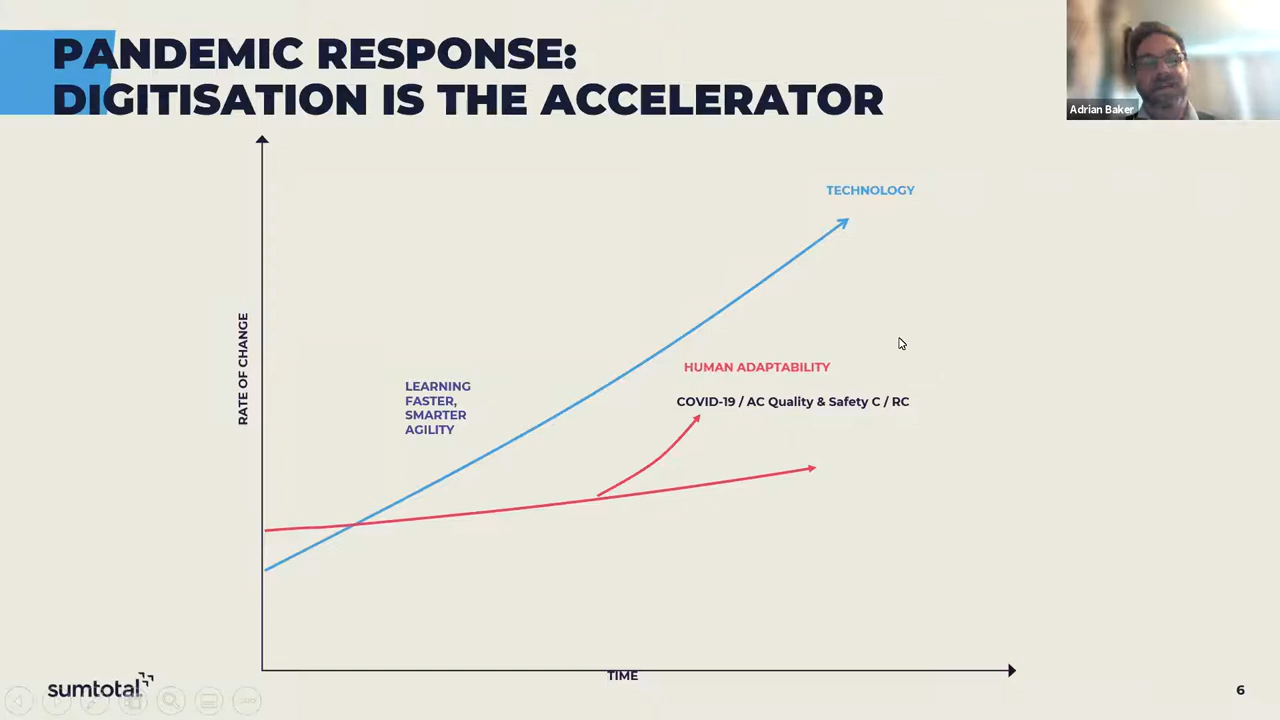 PANDEMIC RESPONSE:
DIGITISATION IS THE ACCELERATOR
Adrian Baker
TECHNOLOGY
RATE OF CHANGE
HUMAN ADAPTABILITY
LEARNING
FASTER,
SMARTER
AGILITY
COVID-19 / AC Quality & Safety C / RC
TIME
sumtotal
6